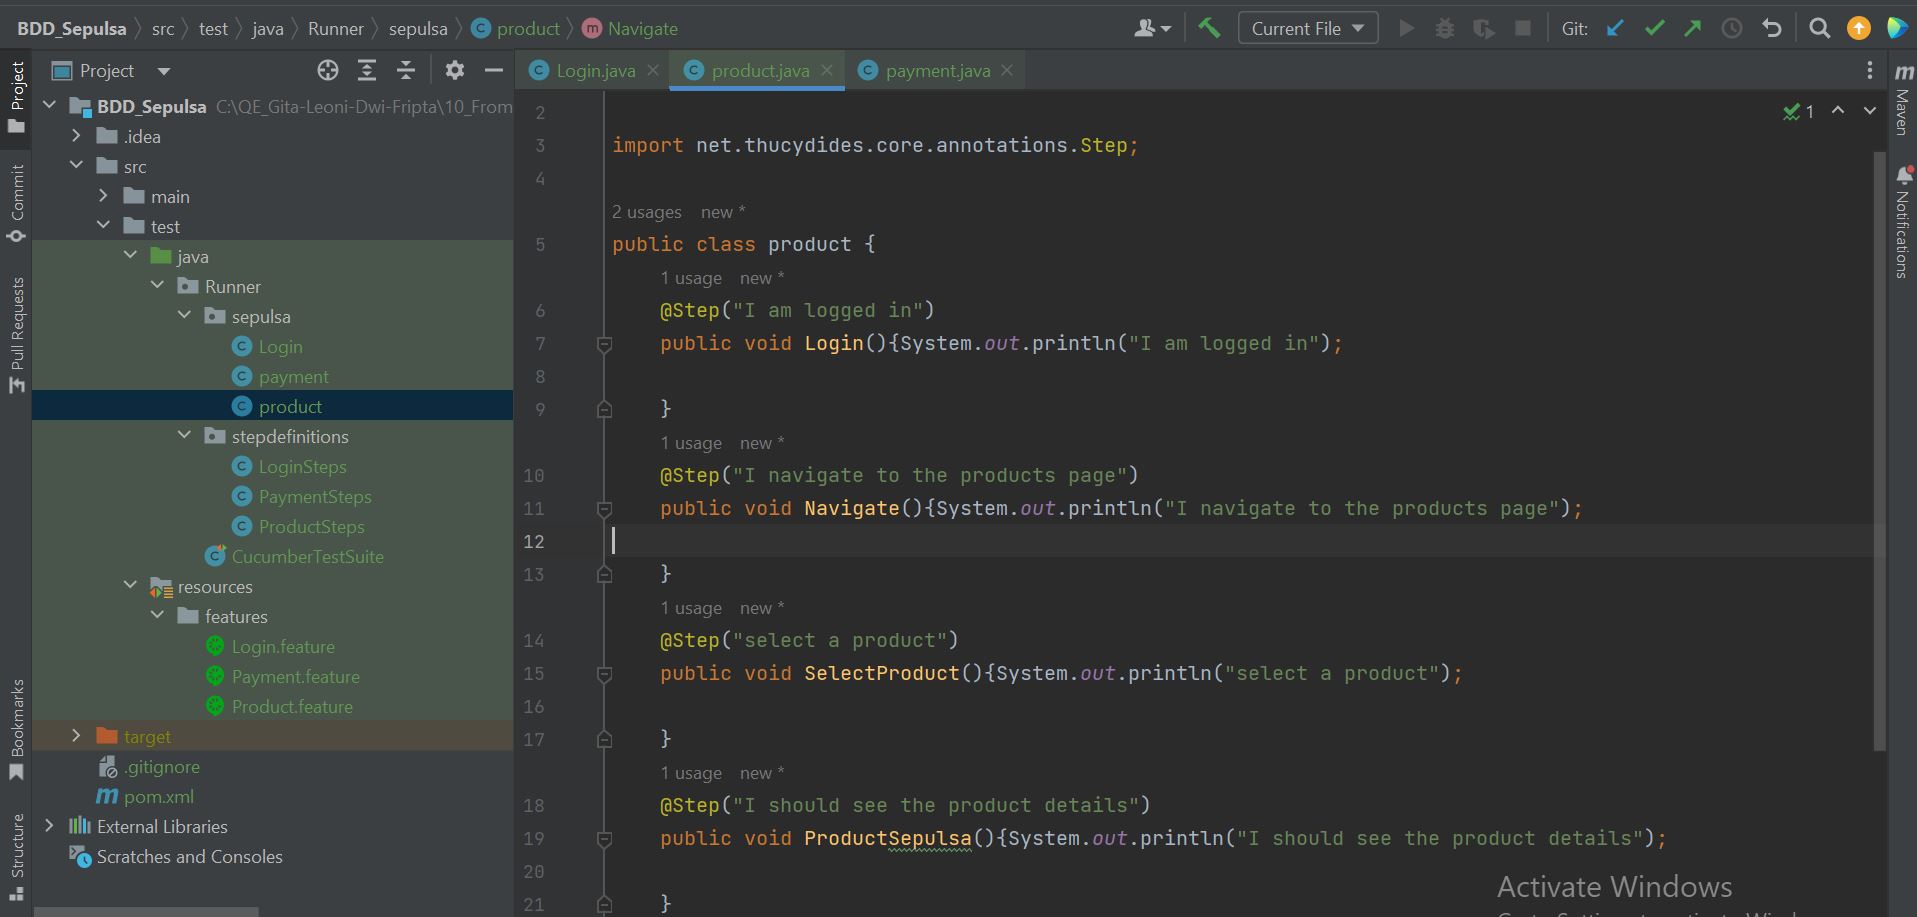 BDD_Sepulsa src test java Runner sepulsa product Navigate Current File Git:
Project
Login.java product.java payment.java
BDD_Sepulsa C:\QE_Gita-Leoni-Dwi-Fripta\10_From
.idea
src
main
test
java
Runner
sepulsa
Login
payment
product
stepdefinitions
LoginSteps
PaymentSteps
ProductSteps
CucumberTestSuite
resources
features
Login.feature
Payment.feature
Product.feature
target
.gitignore
pom.xml
External Libraries
Scratches and Consoles
Project
Commit
Pull Requests
Bookmarks
Structure
2
3 import net.thucydides.core.annotations.Step;
4
2 usages new *
5 public class product {
1 usage new *
6 @Step("I am logged in")
7 public void Login(){System.out.println("I am logged in");
8
9 }
1 usage new *
10 @Step("I navigate to the products page")
11 public void Navigate(){System.out.println("I navigate to the products page");
12
13 }
1 usage new *
14 @Step("select a product")
15 public void SelectProduct(){System.out.println("select a product");
16
17 }
1 usage new *
18 @Step("I should see the product details")
19 public void ProductSepulsa(){System.out.println("I should see the product details");
20
21 }
1
m Maven
Notifications
Activate Windows